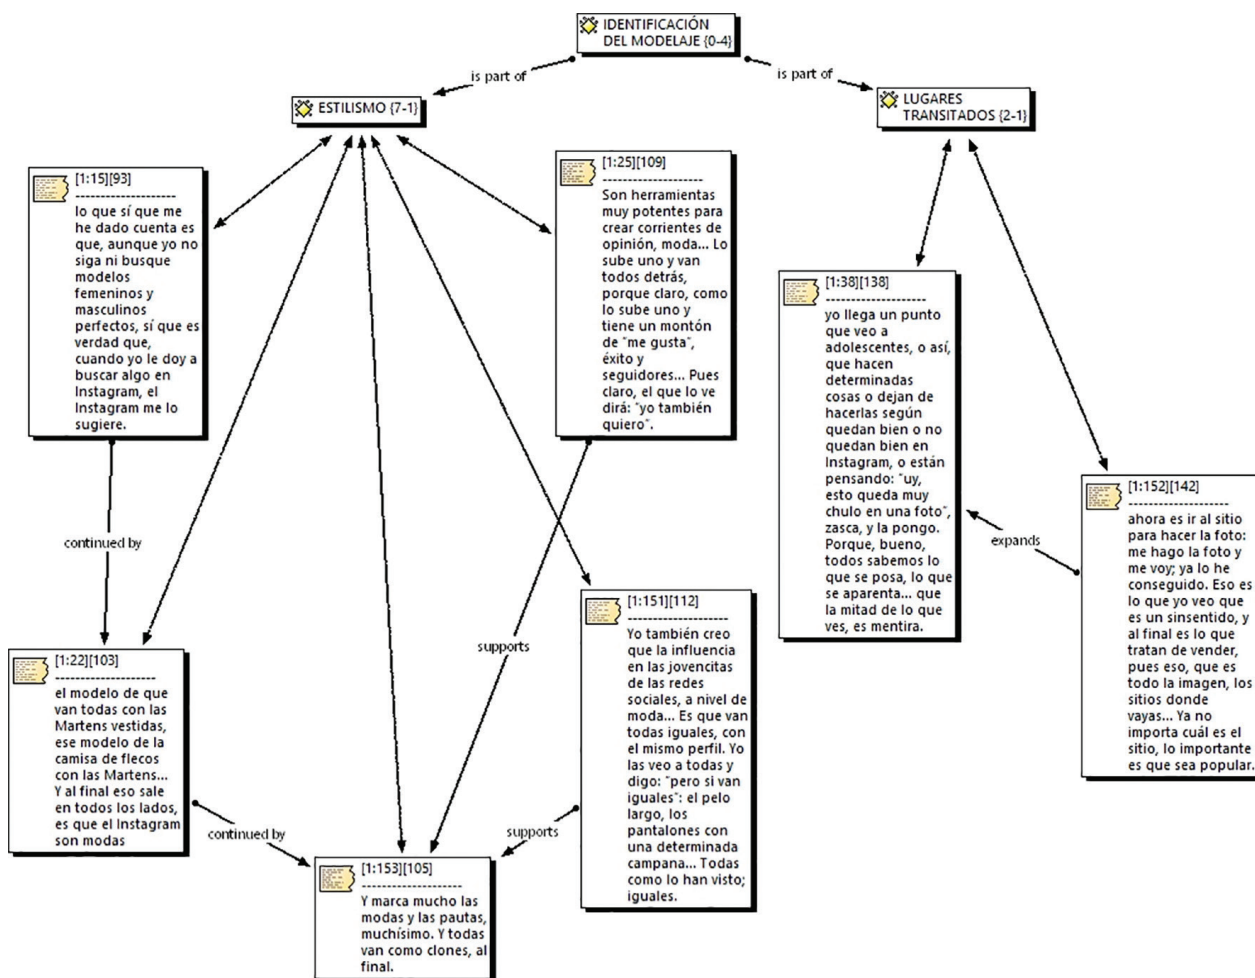 IDENTIFICACIÓN
DEL MODELAJE {0-4}
is part of
is part of
ESTILISMO {7-1}
LUGARES
TRANSITADOS {2-1}
[1:15][93]
--------------------
lo que sí que me
he dado cuenta es
que, aunque yo no
siga ni busque
modelos
femeninos y
masculinos
perfectos, sí que es
verdad que,
cuando yo le doy a
buscar algo en
Instagram, el
Instagram me lo
sugiere.
[1:25][109]
--------------------
Son herramientas
muy potentes para
crear corrientes de
opinión, moda... Lo
sube uno y van
todos detrás,
porque claro, como
lo sube uno y
tiene un montón
de "me gusta",
éxito y
seguidores... Pues
claro, el que lo ve
dirá: "yo también
quiero".
[1:38][138]
--------------------
yo llega un punto
que veo a
adolescentes, o así,
que hacen
determinadas
cosas o dejan de
hacerlas según
quedan bien o no
quedan bien en
Instagram, o están
pensando: "uy,
esto queda muy
chulo en una foto",
zasca, y la pongo.
Porque, bueno,
todos sabemos lo
que se posa, lo que
se aparenta... que
la mitad de lo que
ves, es mentira.
[1:152][142]
--------------------
ahora es ir al sitio
para hacer la foto:
me hago la foto y
me voy; ya lo he
conseguido. Eso es
lo que yo veo que
es un sinsentido, y
al final es lo que
tratan de vender,
pues eso, que es
todo la imagen, los
sitios donde
vayas... Ya no
importa cuál es el
sitio, lo importante
es que sea popular.
expands
continued by
supports
[1:22][103]
--------------------
el modelo de que
van todas con las
Martens vestidas,
ese modelo de la
camisa de flecos
con las Martens...
Y al final eso sale
en todos los lados,
es que el Instagram
son modas
[1:151][112]
--------------------
Yo también creo
que la influencia
en las jovencitas
de las redes
sociales, a nivel de
moda... Es que van
todas iguales, con
el mismo perfil. Yo
las veo a todas y
digo: "pero si van
iguales": el pelo
largo, los
pantalones con
una determinada
campana... Todas
como lo han visto;
iguales.
continued by
supports
[1:153][105]
--------------------
Y marca mucho las
modas y las pautas,
muchísimo. Y todas
van como clones, al
final.